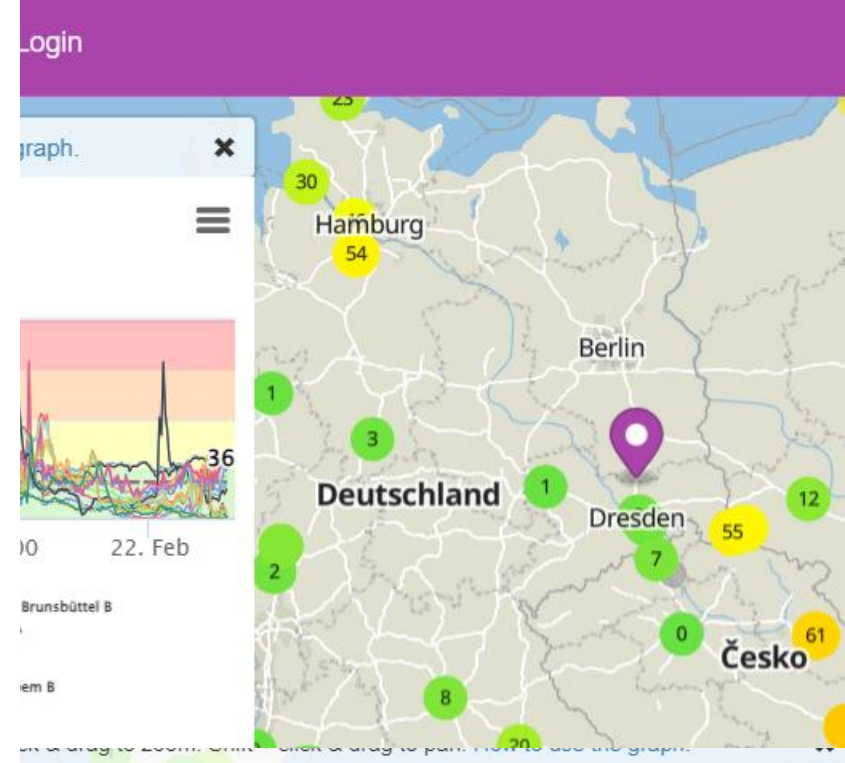 Login
graph.
23
30
Hamburg
54
Berlin
1
3
36
Deutschland
1
12
Dresden
55
00
22. Feb
7
2
Brunsbüttel B
0
61
Česko
em B
8
20
click & drag to zoom. Shift + click & drag to pan. How to use the graph.